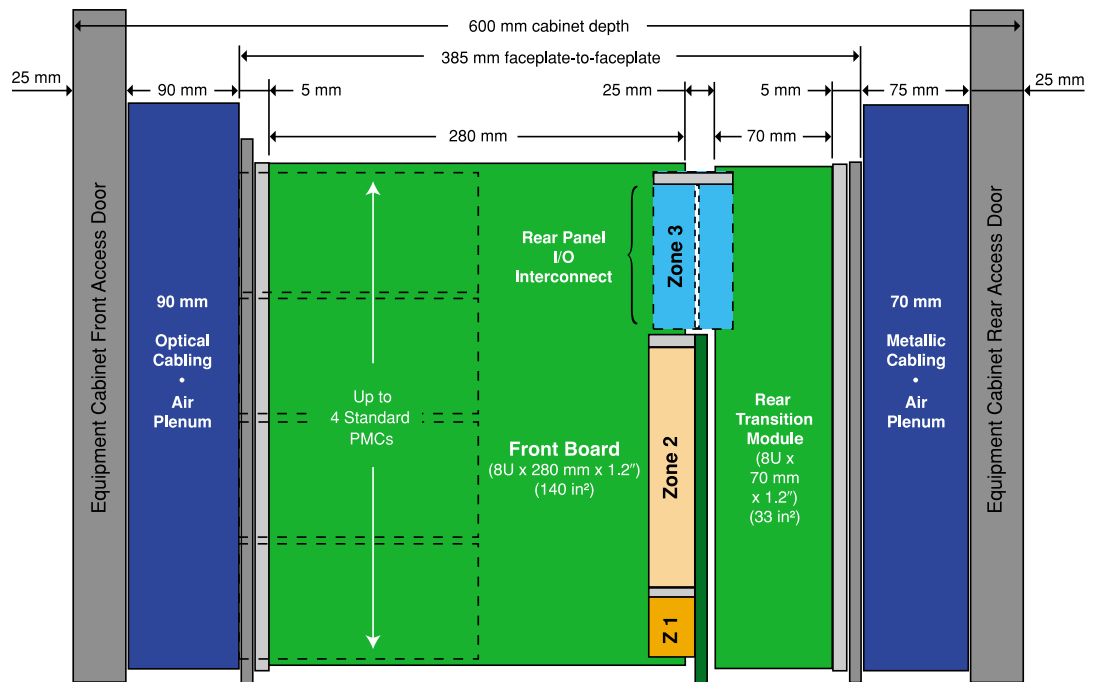 600 mm cabinet depth
385 mm faceplate-to-faceplate
25 mm
90 mm
5 mm
25 mm
5 mm
75 mm
25 mm
280 mm
70 mm
Equipment Cabinet Front Access Door
90 mm
Optical
Cabling
•
Air
Plenum
Up to
4 Standard
PMCs
Rear Panel
I/O
Interconnect
Zone 3
Front Board
(8U x 280 mm x 1.2″)
(140 in²)
Zone 2
Z 1
Rear
Transition
Module
(8U x
70 mm
x 1.2″)
(33 in²)
70 mm
Metallic
Cabling
•
Air
Plenum
Equipment Cabinet Rear Access Door